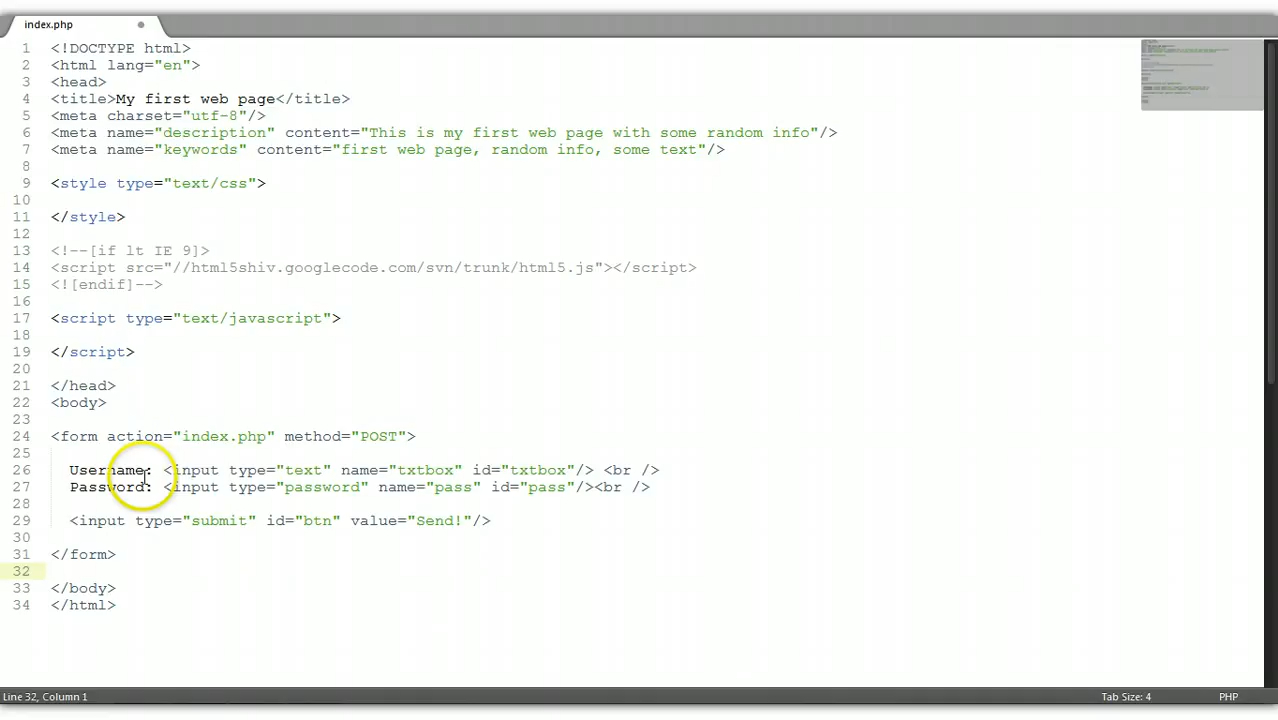 index.php
1 <!DOCTYPE html>
2 <html lang="en">
3 <head>
4 <title>My first web page</title>
5 <meta charset="utf-8"/>
6 <meta name="description" content="This is my first web page with some random info"/>
7 <meta name="keywords" content="first web page, random info, some text"/>
8
9 <style type="text/css">
10
11 </style>
12
13 <!--[if lt IE 9]>
14 <script src="//html5shiv.googlecode.com/svn/trunk/html5.js"></script>
15 <![endif]-->
16
17 <script type="text/javascript">
18
19 </script>
20
21 </head>
22 <body>
23
24 <form action="index.php" method="POST">
25
26 Username: <input type="text" name="txtbox" id="txtbox"/> <br />
27 Password: <input type="password" name="pass" id="pass"/><br />
28
29 <input type="submit" id="btn" value="Send!"/>
30
31 </form>
32
33 </body>
34 </html>
Line 32, Column 1 Tab Size: 4 PHP